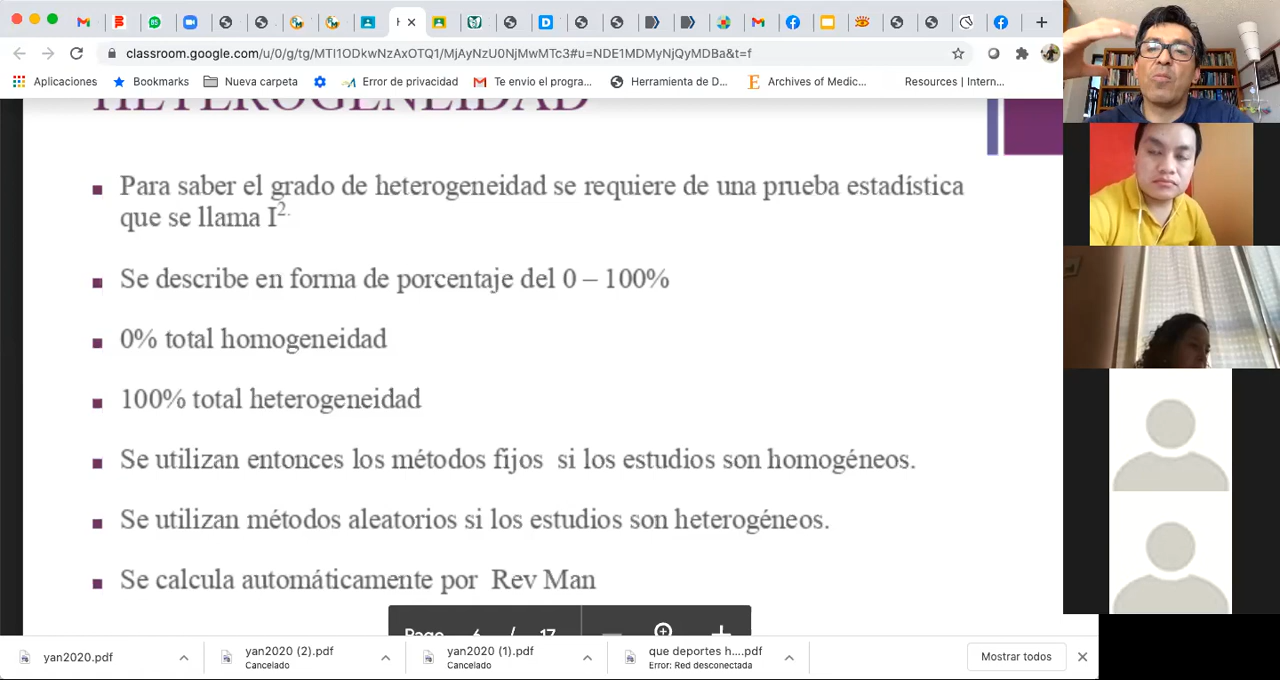 classroom.google.com/u/0/g/tg/MTI1ODkwNzAxOTQ1/MjAyNzU0NjMwMTc3#u=NDE1MDMyNjQyMDBa&t=f
Aplicaciones
Bookmarks
Nueva carpeta
Error de privacidad
Te envio el progra...
Herramienta de D...
Archives of Medic...
Resources | Intern...
HETEROGENEIDAD
Para saber el grado de heterogeneidad se requiere de una prueba estadística
que se llama I².
Se describe en forma de porcentaje del 0 – 100%
0% total homogeneidad
100% total heterogeneidad
Se utilizan entonces los métodos fijos si los estudios son homogéneos.
Se utilizan métodos aleatorios si los estudios son heterogéneos.
Se calcula automáticamente por Rev Man
Page 6 / 17
yan2020.pdf
yan2020 (2).pdf
Cancelado
yan2020 (1).pdf
Cancelado
que deportes h....pdf
Error: Red desconectada
Mostrar todos